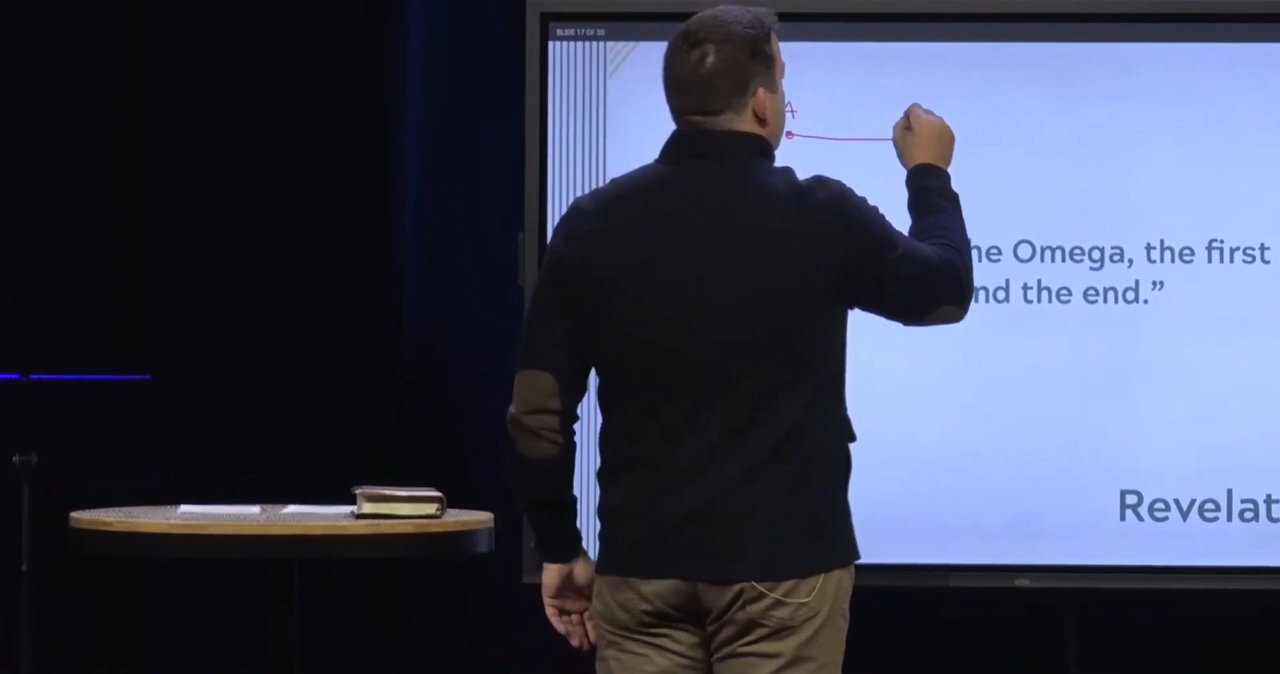 SLIDE 17 OF 30
A
he Omega, the first
nd the end.”
Revelat